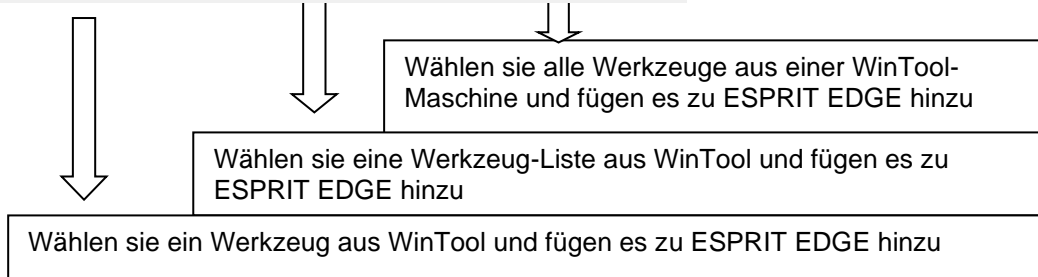 Wählen sie alle Werkzeuge aus einer WinTool-
Maschine und fügen es zu ESPRIT EDGE hinzu
Wählen sie eine Werkzeug-Liste aus WinTool und fügen es zu
ESPRIT EDGE hinzu
Wählen sie ein Werkzeug aus WinTool und fügen es zu ESPRIT EDGE hinzu